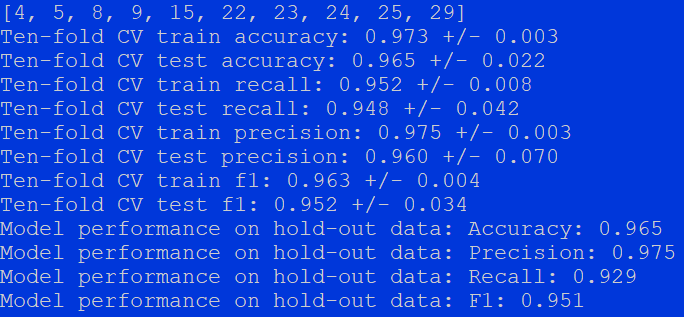 [4, 5, 8, 9, 15, 22, 23, 24, 25, 29]
Ten-fold CV train accuracy: 0.973 +/- 0.003
Ten-fold CV test accuracy: 0.965 +/- 0.022
Ten-fold CV train recall: 0.952 +/- 0.008
Ten-fold CV test recall: 0.948 +/- 0.042
Ten-fold CV train precision: 0.975 +/- 0.003
Ten-fold CV test precision: 0.960 +/- 0.070
Ten-fold CV train f1: 0.963 +/- 0.004
Ten-fold CV test f1: 0.952 +/- 0.034
Model performance on hold-out data: Accuracy: 0.965
Model performance on hold-out data: Precision: 0.975
Model performance on hold-out data: Recall: 0.929
Model performance on hold-out data: F1: 0.951